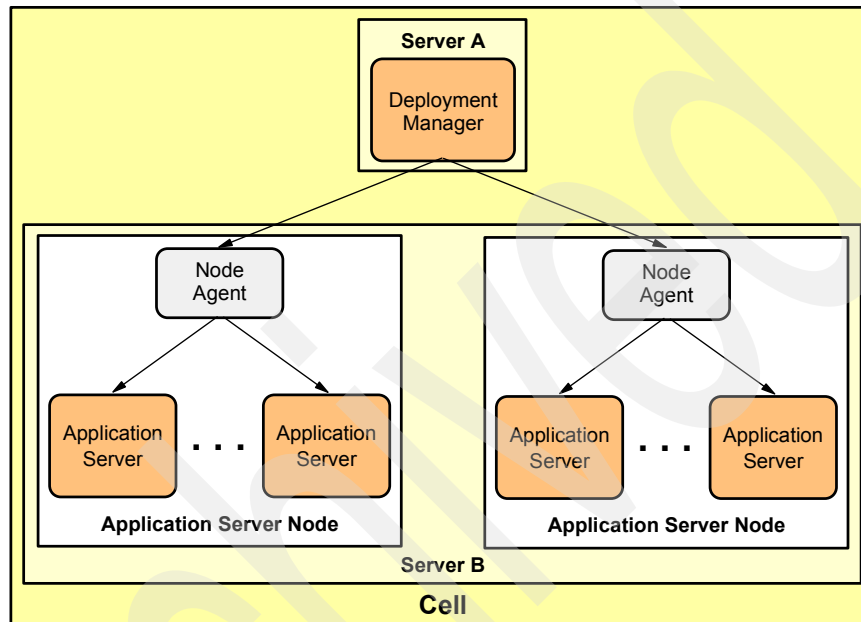 Server A
Deployment
Manager
Node
Agent
Node
Agent
Application
Server
. . .
Application
Server
Application
Server
. . .
Application
Server
Application Server Node
Application Server Node
Server B
Cell